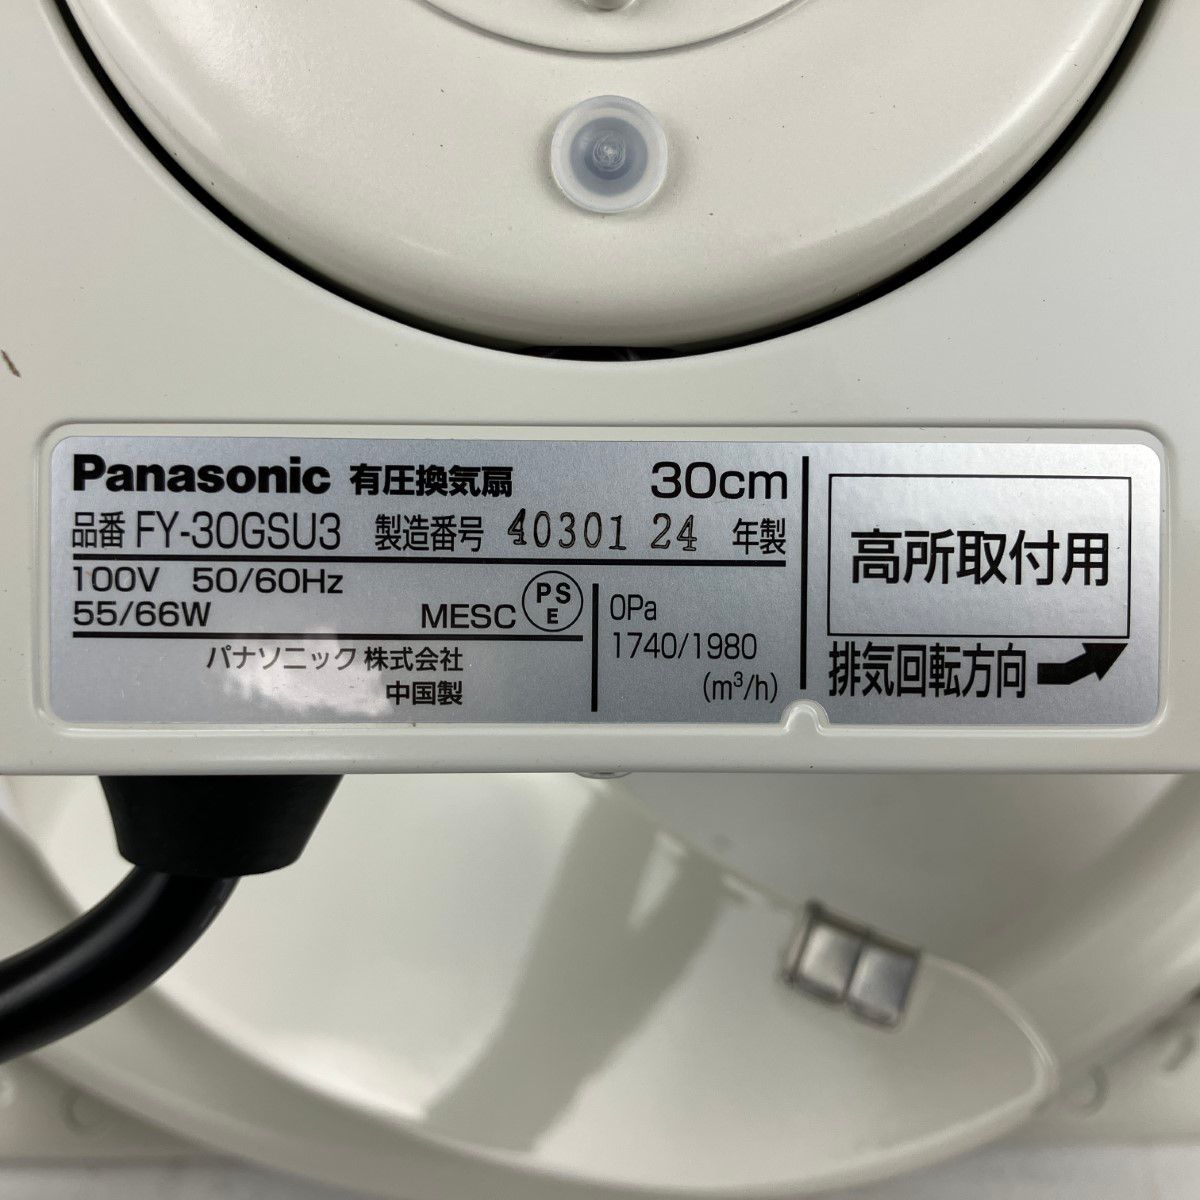 Panasonic 有圧換気扇 30cm
品番 FY-30GSU3 製造番号 40301 24 年製
100V 50/60Hz
55/66W MESC PS E
パナソニック株式会社
中国製
0Pa
1740/1980
(m³/h)
高所取付用
排気回転方向